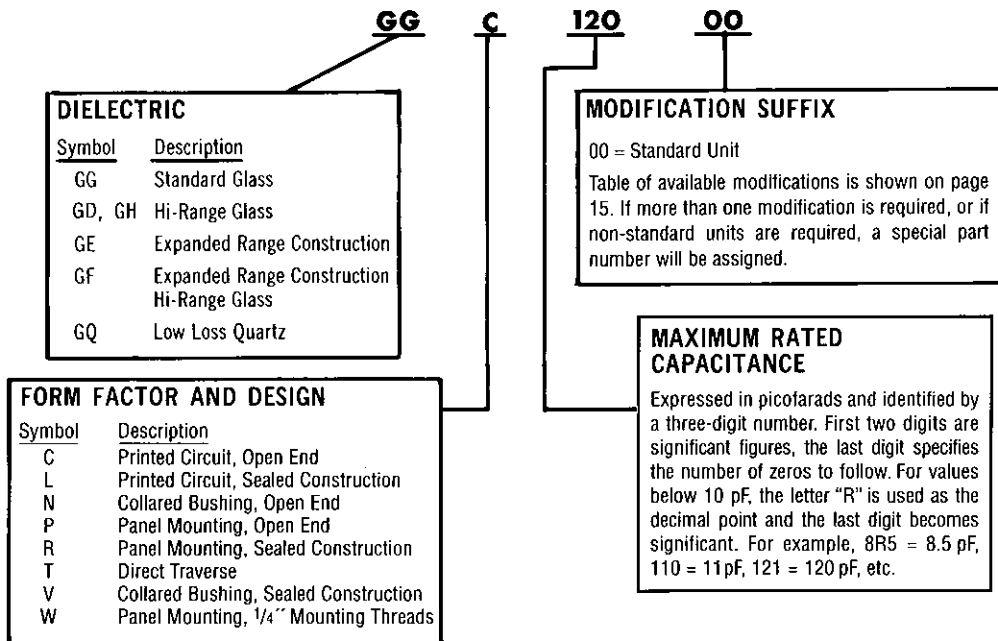 GG C 120 00
DIELECTRIC
Symbol Description
GG Standard Glass
GD, GH Hi-Range Glass
GE Expanded Range Construction
GF Expanded Range Construction
Hi-Range Glass
GQ Low Loss Quartz
MODIFICATION SUFFIX
00 = Standard Unit
Table of available modifications is shown on page
15. If more than one modification is required, or if
non-standard units are required, a special part
number will be assigned.
FORM FACTOR AND DESIGN
Symbol Description
C Printed Circuit, Open End
L Printed Circuit, Sealed Construction
N Collared Bushing, Open End
P Panel Mounting, Open End
R Panel Mounting, Sealed Construction
T Direct Traverse
V Collared Bushing, Sealed Construction
W Panel Mounting, 1/4″ Mounting Threads
MAXIMUM RATED
CAPACITANCE
Expressed in picofarads and identified by
a three-digit number. First two digits are
significant figures, the last digit specifies
the number of zeros to follow. For values
below 10 pF, the letter “R” is used as the
decimal point and the last digit becomes
significant. For example, 8R5 = 8.5 pF,
110 = 11pF, 121 = 120 pF, etc.